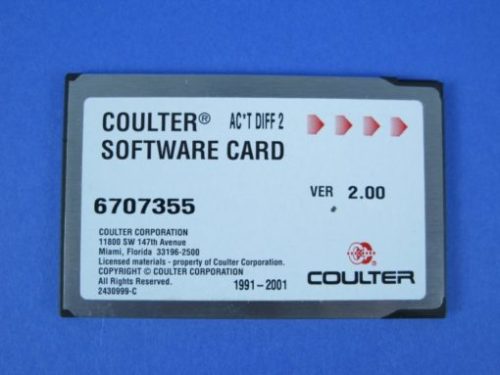 COULTER® AC•T DIFF 2
SOFTWARE CARD
VER 2.00
6707355
COULTER CORPORATION
11800 SW 147th Avenue
Miami, Florida 33196-2500
Licensed materials - property of Coulter Corporation.
COPYRIGHT © COULTER CORPORATION
All Rights Reserved.
2430999-C
1991-2001
®
COULTER